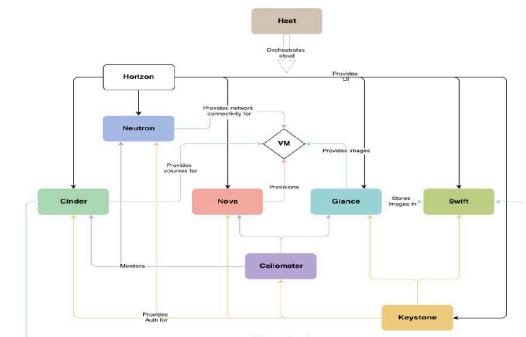 Heat
Orchestrates
cloud
Horizon
Provides
UI
Provides network
connectivity for
Neutron
VM
Provides images
Provides
volumes for
Provisions
Cinder
Nova
Glance
Stores
images in
Swift
Monitors
Ceilometer
Provides
Auth for
Keystone